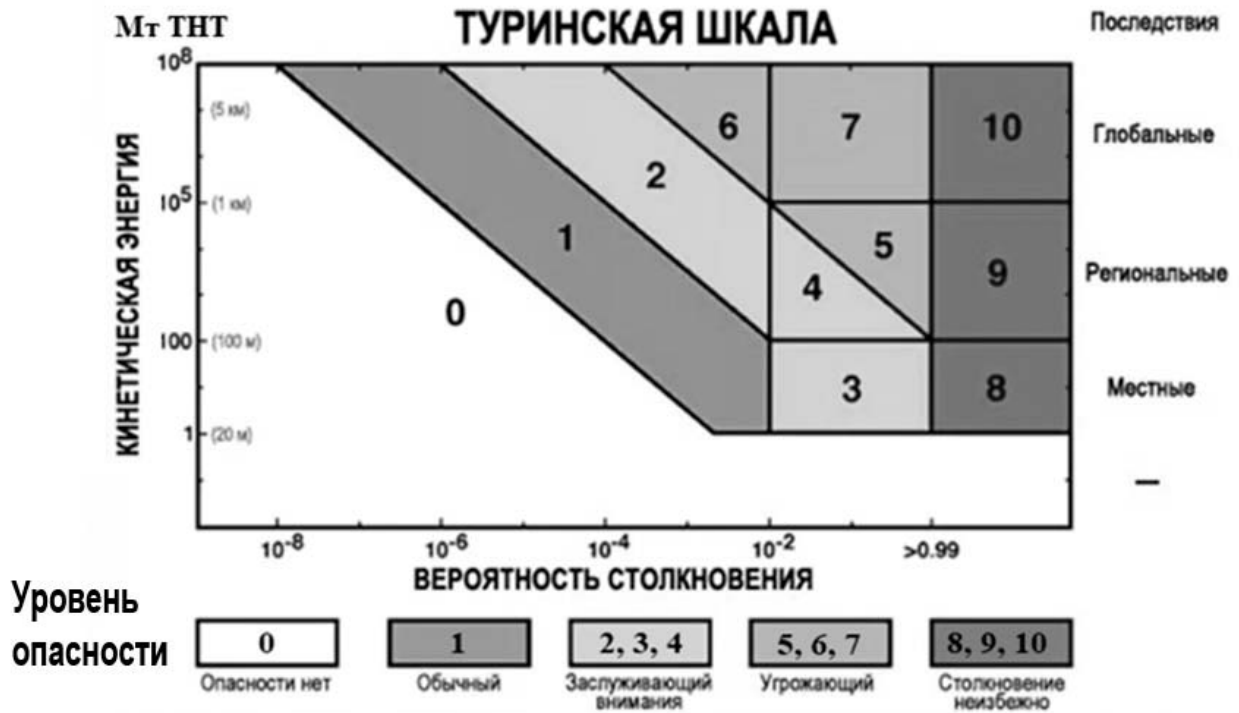 Мт ТНТ
ТУРИНСКАЯ ШКАЛА
Последствия
КИНЕТИЧЕСКАЯ ЭНЕРГИЯ
10⁸
(5 км)
10⁵
(1 км)
100
(100 м)
1
(20 м)
0
1
2
3
4
5
6
7
8
9
10
Глобальные
Региональные
Местные
—
10⁻⁸
10⁻⁶
10⁻⁴
10⁻²
>0.99
ВЕРОЯТНОСТЬ СТОЛКНОВЕНИЯ
Уровень
опасности
0
1
2, 3, 4
5, 6, 7
8, 9, 10
Опасности нет
Обычный
Заслуживающий
внимания
Угрожающий
Столкновение
неизбежно